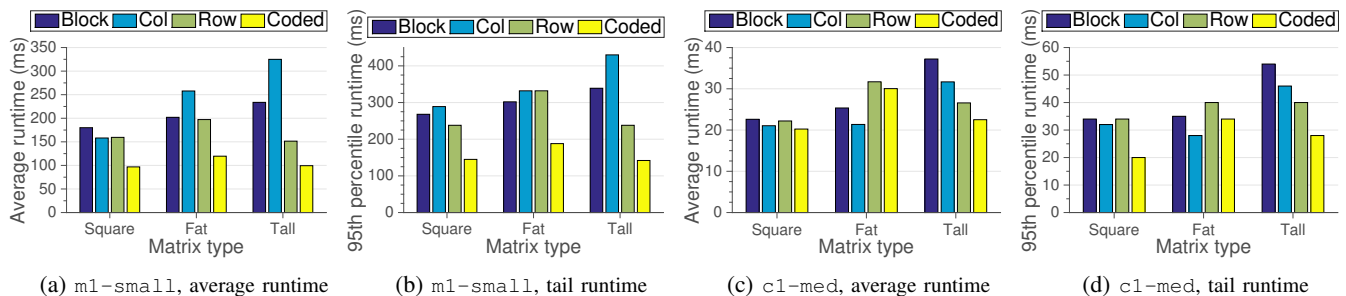 Block Col Row Coded
Average runtime (ms)
350
300
250
200
150
100
50
0
Square Fat Tall
Matrix type
(a) m1-small, average runtime
Block Col Row Coded
95th percentile runtime (ms)
400
300
200
100
0
Square Fat Tall
Matrix type
(b) m1-small, tail runtime
Block Col Row Coded
Average runtime (ms)
40
30
20
10
0
Square Fat Tall
Matrix type
(c) c1-med, average runtime
Block Col Row Coded
95th percentile runtime (ms)
60
50
40
30
20
10
0
Square Fat Tall
Matrix type
(d) c1-med, tail runtime